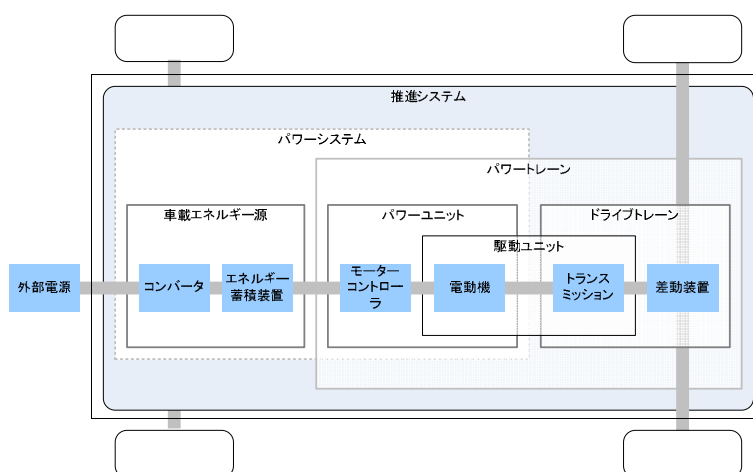 推進システム
パワーシステム
パワートレーン
車載エネルギー源
パワーユニット
ドライブトレーン
駆動ユニット
外部電源
コンバータ
エネルギー
蓄積装置
モーター
コントロー
ラ
電動機
トランス
ミッション
差動装置